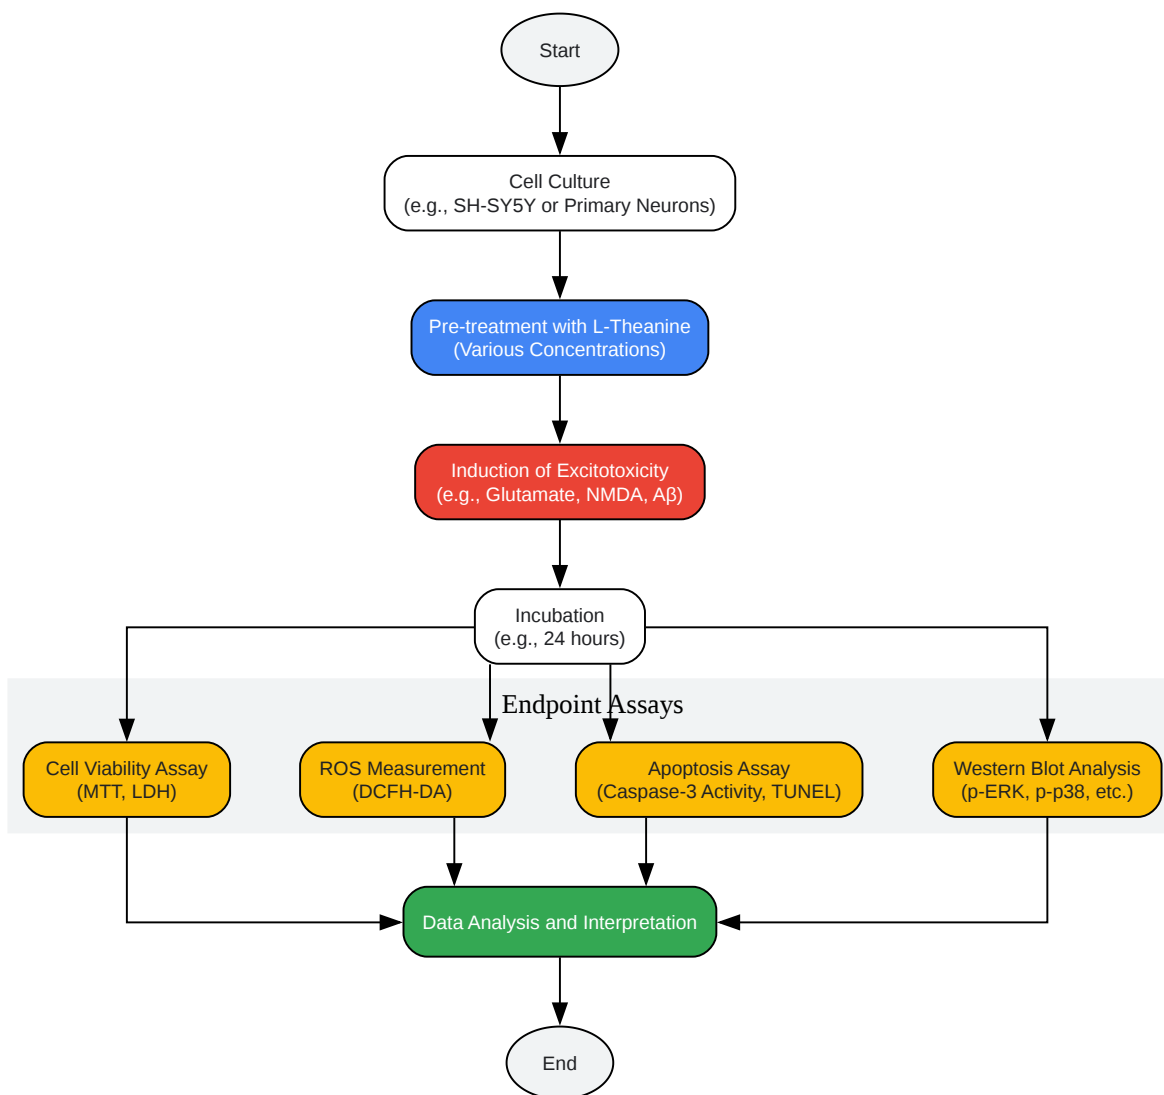 Start
Cell Culture
(e.g., SH-SY5Y or Primary Neurons)
Pre-treatment with L-Theanine
(Various Concentrations)
Induction of Excitotoxicity
(e.g., Glutamate, NMDA, Aβ)
Incubation
(e.g., 24 hours)
Endpoint Assays
Cell Viability Assay
(MTT, LDH)
ROS Measurement
(DCFH-DA)
Apoptosis Assay
(Caspase-3 Activity, TUNEL)
Western Blot Analysis
(p-ERK, p-p38, etc.)
Data Analysis and Interpretation
End